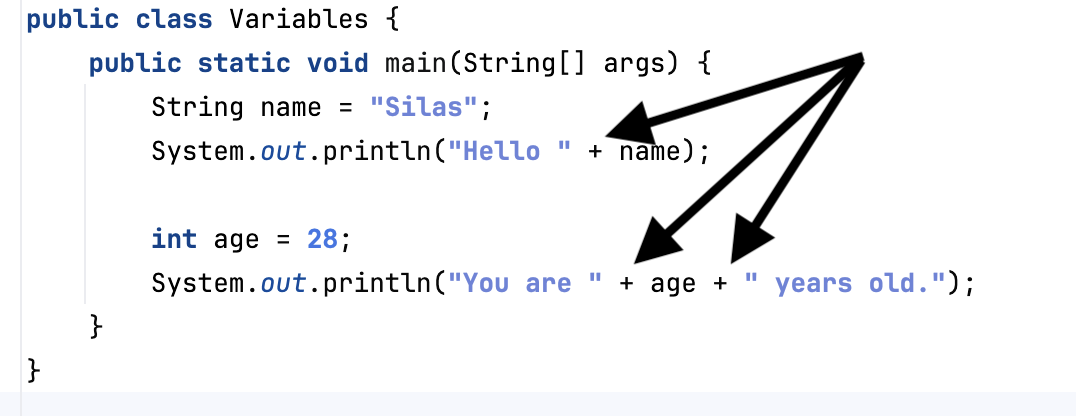 public class Variables {
public static void main(String[] args) {
String name = "Silas";
System.out.println("Hello " + name);
int age = 28;
System.out.println("You are " + age + " years old.");
}
}